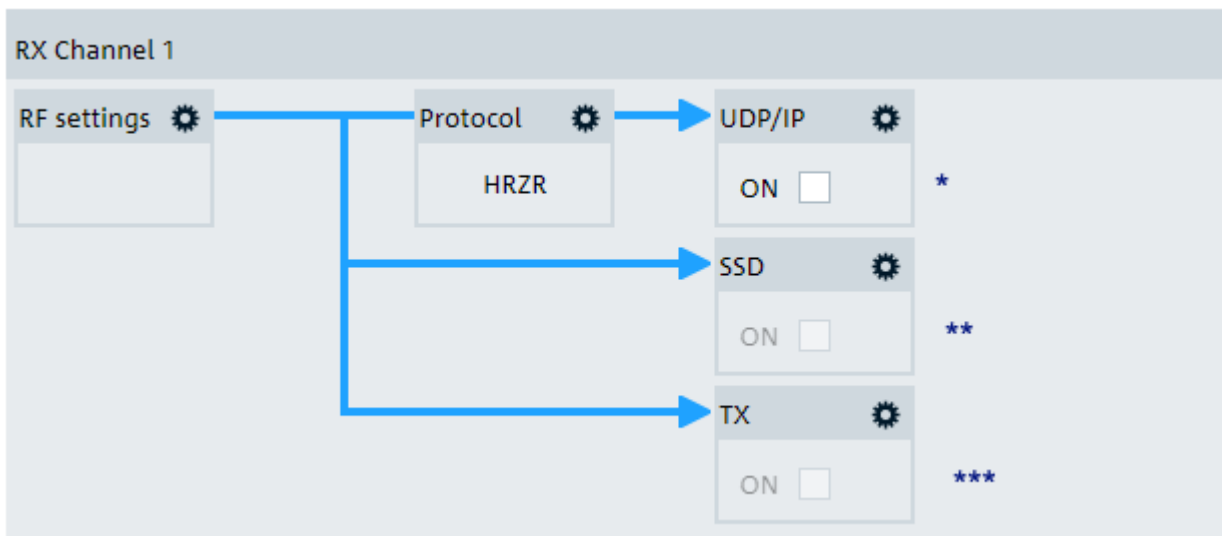 RX Channel 1
RF settings
Protocol
UDP/IP
HRZR
ON
*
SSD
ON
**
TX
ON
***